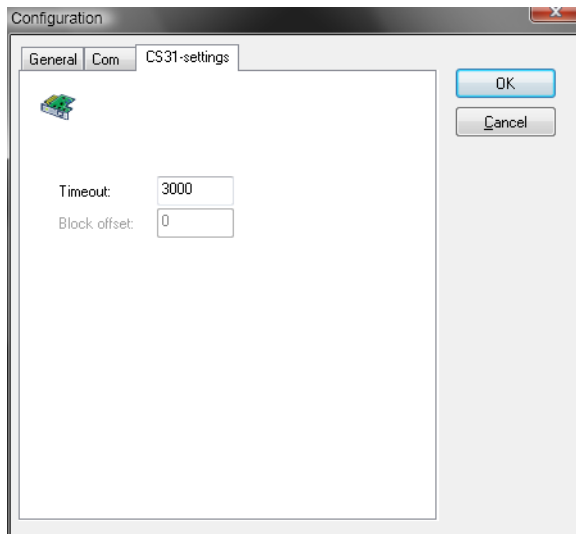 Configuration
General Com CS31-settings
OK
Cancel
Timeout: 3000
Block offset: 0